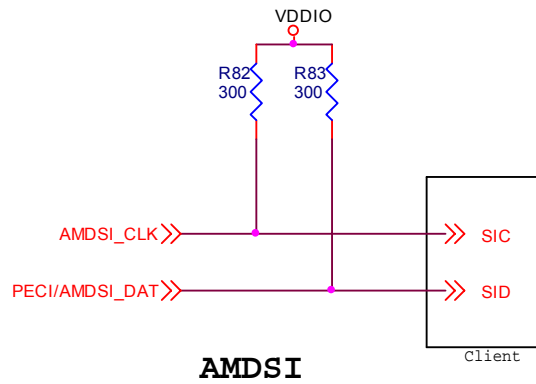 VDDIO
R82 R83
300 300
AMDSI_CLK SIC
PECI/AMDSI_DAT SID
Client
AMDSI